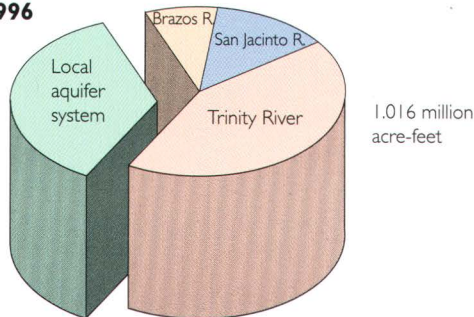 996
Brazos R.
San Jacinto R.
Local
aquifer
system
Trinity River
1.016 million
acre-feet